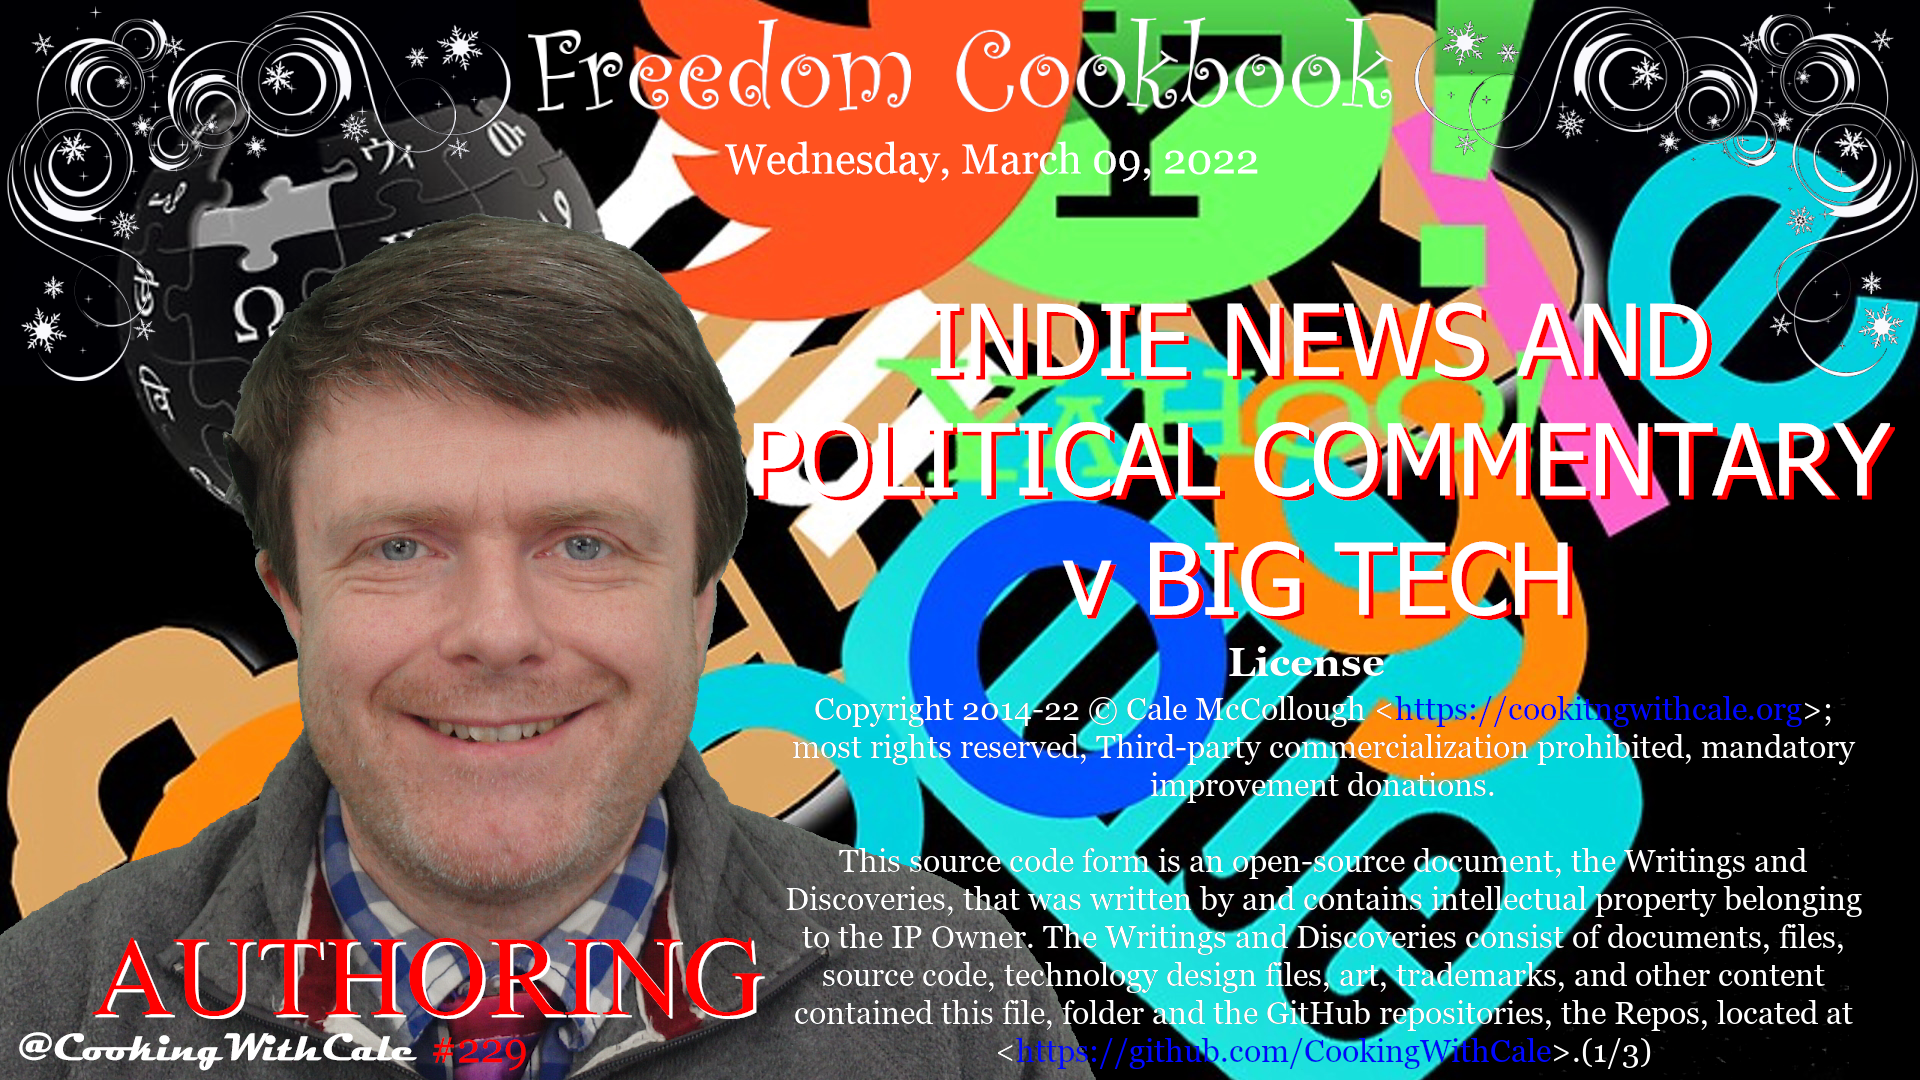 Freedom Cookbook
Wednesday, March 09, 2022
Y!
e
Ω
INDIE NEWS AND
YAHOO!
POLITICAL COMMENTARY
v BIG TECH
License
Copyright 2014-22 © Cale McCollough <https://cookitngwithcale.org>;
most rights reserved, Third-party commercialization prohibited, mandatory
improvement donations.
This source code form is an open-source document, the Writings and
Discoveries, that was written by and contains intellectual property belonging
to the IP Owner. The Writings and Discoveries consist of documents, files,
source code, technology design files, art, trademarks, and other content
contained this file, folder and the GitHub repositories, the Repos, located at
<https://github.com/CookingWithCale>.(1/3)
AUTHORING
@CookingWithCale #229